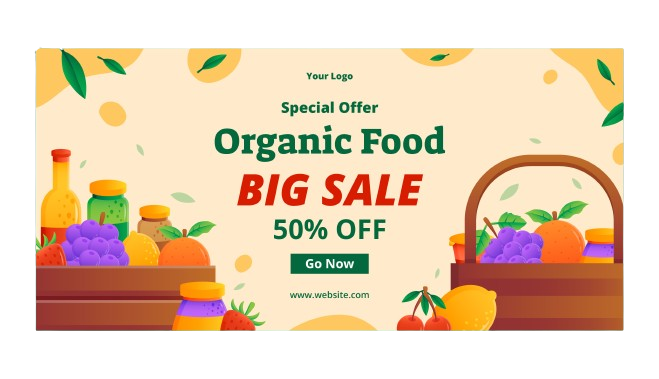 Your Logo
Special Offer
Organic Food
BIG SALE
50% OFF
Go Now
www.website.com